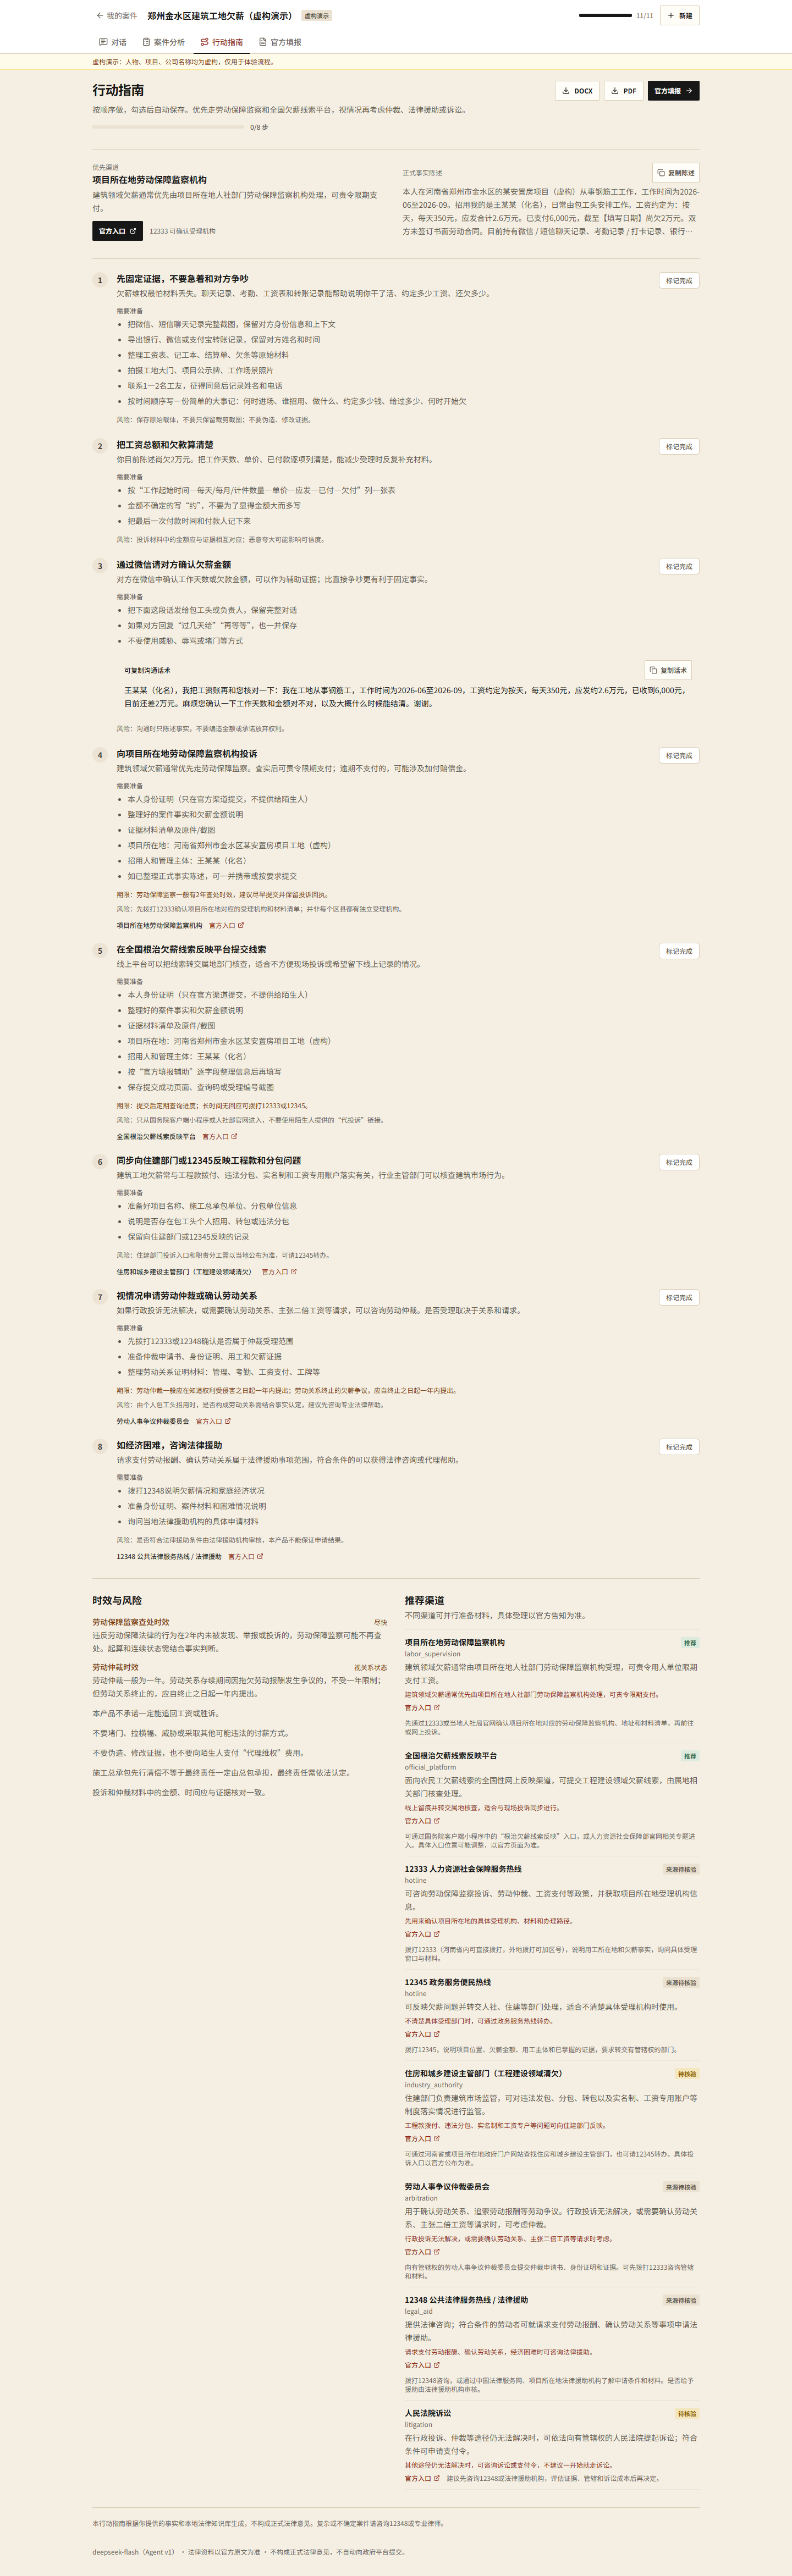 我的案件
郑州金水区建筑工地欠薪（虚构演示）
虚构演示
11/11
新建
对话
案件分析
行动指南
官方填报
虚构演示：人物、项目、公司名称均为虚构，仅用于体验流程。
行动指南
DOCX
PDF
官方填报
按顺序做，勾选后自动保存。优先走劳动保障监察和全国欠薪线索平台，视情况再考虑仲裁、法律援助或诉讼。
0/8 步
优先渠道
项目所在地劳动保障监察机构
建筑领域欠薪通常优先由项目所在地人社部门劳动保障监察机构处理，可责令限期支
付。
官方入口
12333 可确认受理机构
正式事实陈述
复制陈述
本人在河南省郑州市金水区的某安置房项目（虚构）从事钢筋工工作，工作时间为2026-
06至2026-09。招用我的是王某某（化名），日常由包工头安排工作。工资约定为：按
天，每天350元，应发合计2.6万元。已支付6,000元，截至【填写日期】尚欠2万元。双
方未签订书面劳动合同。目前持有微信 / 短信聊天记录、考勤记录 / 打卡记录、银行…
1
先固定证据，不要急着和对方争吵
标记完成
欠薪维权最怕材料丢失。聊天记录、考勤、工资表和转账记录能帮助说明你干了活、约定多少工资、还欠多少。
需要准备
• 把微信、短信聊天记录完整截图，保留对方身份信息和上下文
• 导出银行、微信或支付宝转账记录，保留对方姓名和时间
• 整理工资表、记工本、结算单、欠条等原始材料
• 拍摄工地大门、项目公示牌、工作场景照片
• 联系1—2名工友，征得同意后记录姓名和电话
• 按时间顺序写一份简单的大事记：何时进场、谁招用、做什么、约定多少钱、给过多少、何时开始欠
风险：保存原始载体，不要只保留裁剪截图；不要伪造、修改证据。
2
把工资总额和欠款算清楚
标记完成
你目前陈述尚欠2万元。把工作天数、单价、已付款逐项列清楚，能减少受理时反复补充材料。
需要准备
• 按“工作起始时间—每天/每月/计件数量—单价—应发—已付—欠付”列一张表
• 金额不确定的写“约”，不要为了显得金额大而多写
• 把最后一次付款时间和付款人记下来
风险：投诉材料中的金额应与证据相互对应；恶意夸大可能影响可信度。
3
通过微信请对方确认欠薪金额
标记完成
对方在微信中确认工作天数或欠款金额，可以作为辅助证据；比直接争吵更有利于固定事实。
需要准备
• 把下面这段话发给包工头或负责人，保留完整对话
• 如果对方回复“过几天给”“再等等”，也一并保存
• 不要使用威胁、辱骂或堵门等方式
可复制沟通话术
复制话术
王某某（化名），我把工资账再和您核对一下：我在工地从事钢筋工，工作时间为2026-06至2026-09，工资约定为按天，每天350元，应发约2.6万元，已收到6,000元，
目前还差2万元。麻烦您确认一下工作天数和金额对不对，以及大概什么时候能结清。谢谢。
风险：沟通时只陈述事实，不要编造金额或承诺放弃权利。
4
向项目所在地劳动保障监察机构投诉
标记完成
建筑领域欠薪通常优先走劳动保障监察。查实后可责令限期支付；逾期不支付的，可能涉及加付赔偿金。
需要准备
• 本人身份证明（只在官方渠道提交，不提供给陌生人）
• 整理好的案件事实和欠薪金额说明
• 证据材料清单及原件/截图
• 项目所在地：河南省郑州市金水区某安置房项目工地（虚构）
• 招用人和管理主体：王某某（化名）
• 如已整理正式事实陈述，可一并携带或按要求提交
期限：劳动保障监察一般有2年查处时效，建议尽早提交并保留投诉回执。
风险：先拨打12333确认项目所在地对应的受理机构和材料清单；并非每个区县都有独立受理机构。
项目所在地劳动保障监察机构
官方入口
5
在全国根治欠薪线索反映平台提交线索
标记完成
线上平台可以把线索转交属地部门核查，适合不方便现场投诉或希望留下线上记录的情况。
需要准备
• 本人身份证明（只在官方渠道提交，不提供给陌生人）
• 整理好的案件事实和欠薪金额说明
• 证据材料清单及原件/截图
• 项目所在地：河南省郑州市金水区某安置房项目工地（虚构）
• 招用人和管理主体：王某某（化名）
• 按“官方填报辅助”逐字段整理信息后再填写
• 保存提交成功页面、查询码或受理编号截图
期限：提交后定期查询进度；长时间无回应可拨打12333或12345。
风险：只从国务院客户端小程序或人社部官网进入，不要使用陌生人提供的“代投诉”链接。
全国根治欠薪线索反映平台
官方入口
6
同步向住建部门或12345反映工程款和分包问题
标记完成
建筑工地欠薪常与工程款拨付、违法分包、实名制和工资专用账户落实有关，行业主管部门可以核查建筑市场行为。
需要准备
• 准备好项目名称、施工总承包单位、分包单位信息
• 说明是否存在包工头个人招用、转包或违法分包
• 保留向住建部门或12345反映的记录
风险：住建部门投诉入口和职责分工需以当地公布为准，可请12345转办。
住房和城乡建设主管部门（工程建设领域清欠）
官方入口
7
视情况申请劳动仲裁或确认劳动关系
标记完成
如果行政投诉无法解决，或需要确认劳动关系、主张二倍工资等请求，可以咨询劳动仲裁。是否受理取决于关系和请求。
需要准备
• 先拨打12333或12348确认是否属于仲裁受理范围
• 准备仲裁申请书、身份证明、用工和欠薪证据
• 整理劳动关系证明材料：管理、考勤、工资支付、工牌等
期限：劳动仲裁一般应在知道权利受侵害之日起一年内提出；劳动关系终止的欠薪争议，应自终止之日起一年内提出。
风险：由个人包工头招用时，是否构成劳动关系需结合事实认定，建议先咨询专业法律帮助。
劳动人事争议仲裁委员会
官方入口
8
如经济困难，咨询法律援助
标记完成
请求支付劳动报酬、确认劳动关系属于法律援助事项范围，符合条件的可以获得法律咨询或代理帮助。
需要准备
• 拨打12348说明欠薪情况和家庭经济状况
• 准备身份证明、案件材料和困难情况说明
• 询问当地法律援助机构的具体申请材料
风险：是否符合法律援助条件由法律援助机构审核，本产品不能保证申请结果。
12348 公共法律服务热线 / 法律援助
官方入口
时效与风险
劳动保障监察查处时效
尽快
违反劳动保障法律的行为在2年内未被发现、举报或投诉的，劳动保障监察可能不再查
处。起算和连续状态需结合事实判断。
劳动仲裁时效
视关系状态
劳动仲裁一般为一年。劳动关系存续期间因拖欠劳动报酬发生争议的，不受一年限制；
但劳动关系终止的，应自终止之日起一年内提出。
本产品不承诺一定能追回工资或胜诉。
不要堵门、拉横幅、威胁或采取其他可能违法的讨薪方式。
不要伪造、修改证据，也不要向陌生人支付“代理维权”费用。
施工总承包先行清偿不等于最终责任一定由总包承担，最终责任需依法认定。
投诉和仲裁材料中的金额、时间应与证据核对一致。
推荐渠道
不同渠道可并行准备材料，具体受理以官方告知为准。
项目所在地劳动保障监察机构
推荐
labor_supervision
建筑领域欠薪通常由项目所在地人社部门劳动保障监察机构受理，可责令用人单位限期
支付工资。
建筑领域欠薪通常优先由项目所在地人社部门劳动保障监察机构处理，可责令限期支付。
官方入口
先通过12333或当地人社局官网确认项目所在地对应的劳动保障监察机构、地址和材料清单，再前往
或网上投诉。
全国根治欠薪线索反映平台
推荐
official_platform
面向农民工欠薪线索的全国性网上反映渠道，可提交工程建设领域欠薪线索，由属地相
关部门核查处理。
线上留痕并转交属地核查，适合与现场投诉同步进行。
官方入口
可通过国务院客户端小程序中的“根治欠薪线索反映”入口，或人力资源社会保障部官网相关专题进
入。具体入口位置可能调整，以官方页面为准。
12333 人力资源社会保障服务热线
来源待核验
hotline
可咨询劳动保障监察投诉、劳动仲裁、工资支付等政策，并获取项目所在地受理机构信
息。
先用来确认项目所在地的具体受理机构、材料和办理路径。
官方入口
拨打12333（河南省内可直接拨打，外地拨打可加区号），说明用工所在地和欠薪事实，询问具体受理
窗口与材料。
12345 政务服务便民热线
来源待核验
hotline
可反映欠薪问题并转交人社、住建等部门处理，适合不清楚具体受理机构时使用。
不清楚具体受理部门时，可通过政务服务热线转办。
官方入口
拨打12345，说明项目位置、欠薪金额、用工主体和已掌握的证据，要求转交有管辖权的部门。
住房和城乡建设主管部门（工程建设领域清欠）
待核验
industry_authority
住建部门负责建筑市场监管，可对违法发包、分包、转包以及实名制、工资专用账户等
制度落实情况进行监管。
工程款拨付、违法分包、实名制和工资专户等问题可向住建部门反映。
官方入口
可通过河南省或项目所在地政府门户网站查找住房和城乡建设主管部门，也可请12345转办。具体投
诉入口以官方公布为准。
劳动人事争议仲裁委员会
来源待核验
arbitration
用于确认劳动关系、追索劳动报酬等劳动争议。行政投诉无法解决，或需要确认劳动关
系、主张二倍工资等请求时，可考虑仲裁。
行政投诉无法解决，或需要确认劳动关系、主张二倍工资等请求时考虑。
官方入口
向有管辖权的劳动人事争议仲裁委员会提交仲裁申请书、身份证明和证据。可先拨打12333咨询管辖
和材料。
12348 公共法律服务热线 / 法律援助
来源待核验
legal_aid
提供法律咨询；符合条件的劳动者可就请求支付劳动报酬、确认劳动关系等事项申请法
律援助。
请求支付劳动报酬、确认劳动关系，经济困难时可咨询法律援助。
官方入口
拨打12348咨询，或通过中国法律服务网、项目所在地法律援助机构了解申请条件和材料。是否给予
援助由法律援助机构审核。
人民法院诉讼
待核验
litigation
在行政投诉、仲裁等途径仍无法解决时，可依法向有管辖权的人民法院提起诉讼；符合
条件可申请支付令。
其他途径仍无法解决时，可咨询诉讼或支付令，不建议一开始就走诉讼。
官方入口
建议先咨询12348或法律援助机构，评估证据、管辖和诉讼成本后再决定。
本行动指南根据你提供的事实和本地法律知识库生成，不构成正式法律意见。复杂或不确定案件请咨询12348或专业律师。
deepseek-flash（Agent v1） · 法律资料以官方原文为准 · 不构成正式法律意见，不自动向政府平台提交。